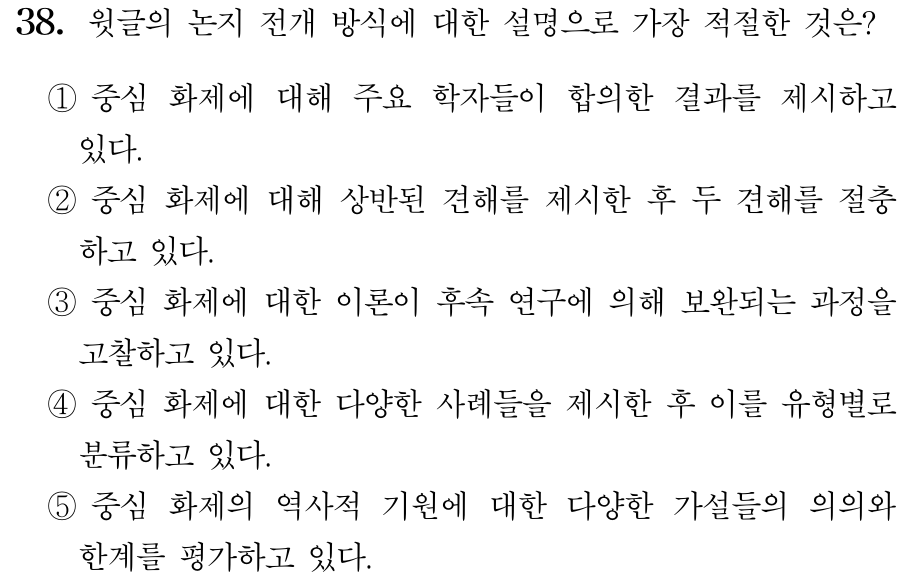 38. 윗글의 논지 전개 방식에 대한 설명으로 가장 적절한 것은?
① 중심 화제에 대해 주요 학자들이 합의한 결과를 제시하고
있다.
② 중심 화제에 대해 상반된 견해를 제시한 후 두 견해를 절충
하고 있다.
③ 중심 화제에 대한 이론이 후속 연구에 의해 보완되는 과정을
고찰하고 있다.
④ 중심 화제에 대한 다양한 사례들을 제시한 후 이를 유형별로
분류하고 있다.
⑤ 중심 화제의 역사적 기원에 대한 다양한 가설들의 의의와
한계를 평가하고 있다.